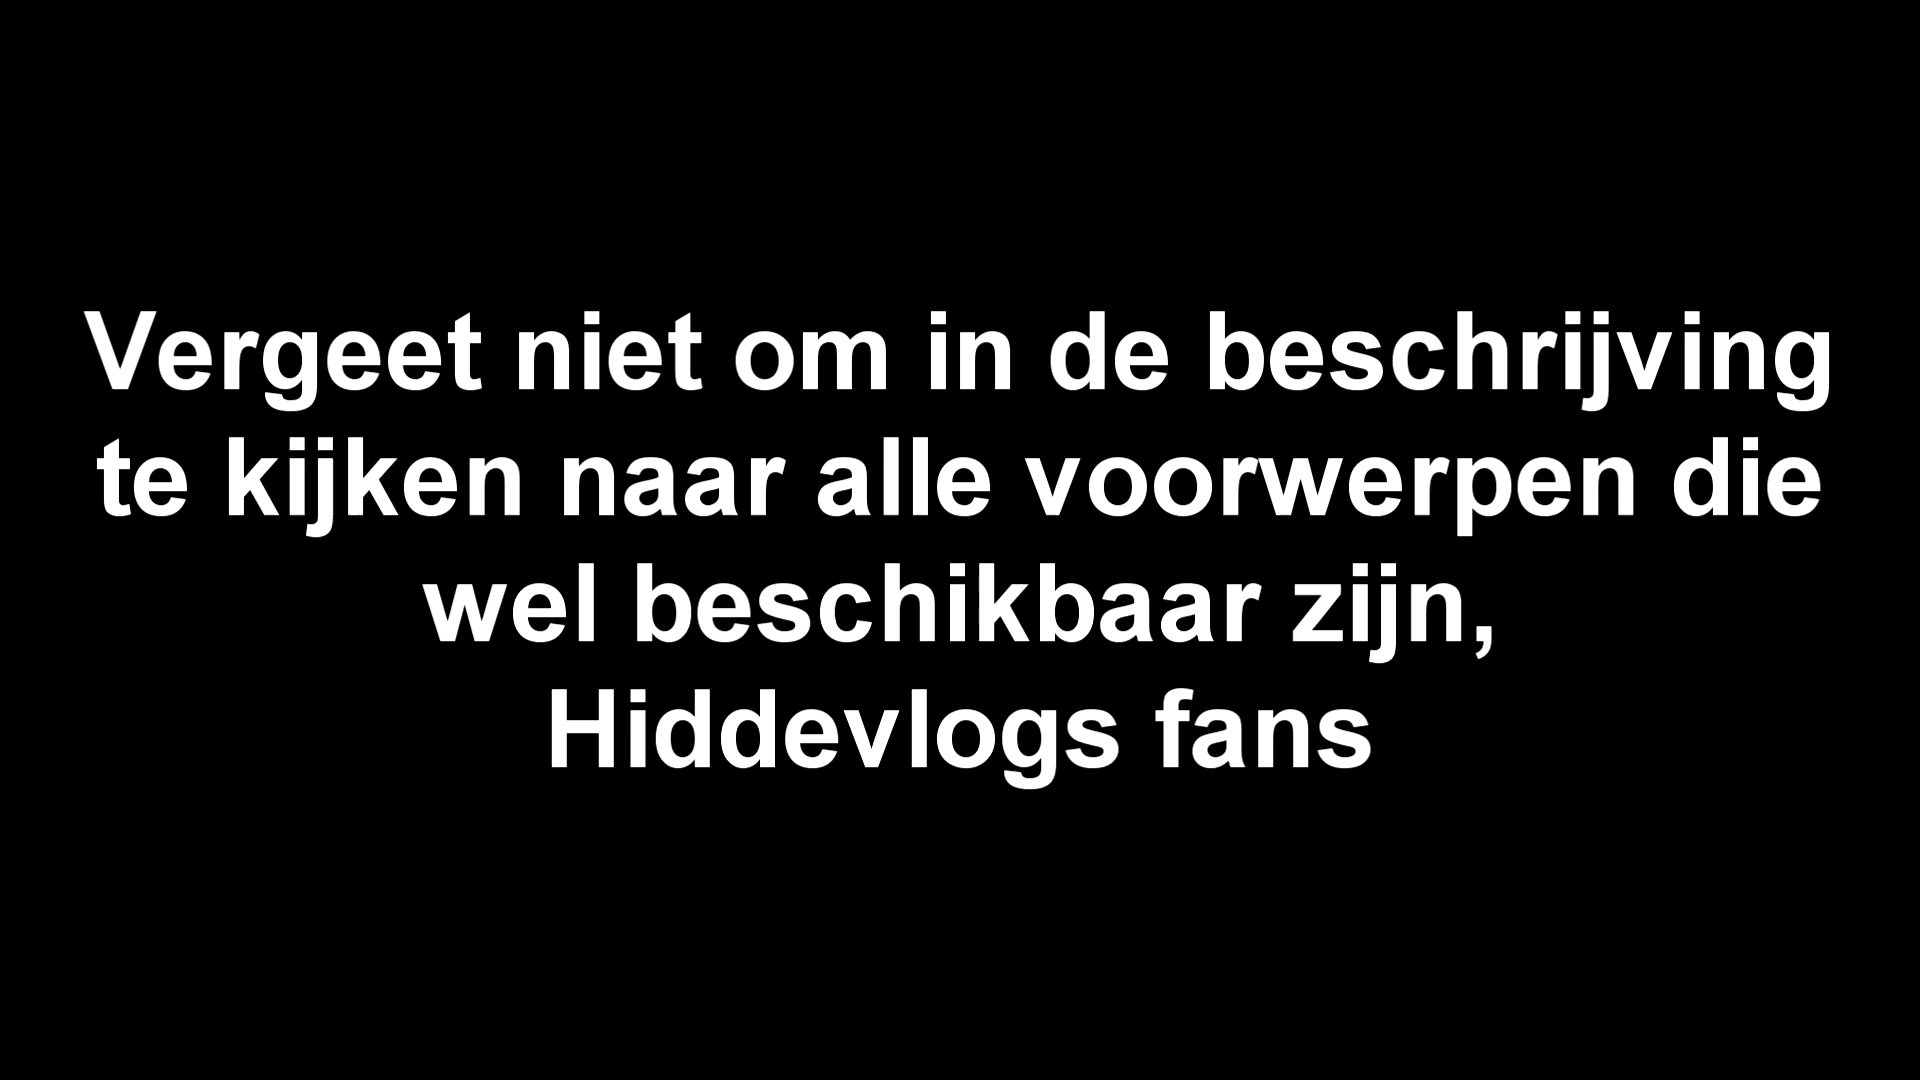 Vergeet niet om in de beschrijving
te kijken naar alle voorwerpen die
wel beschikbaar zijn,
Hiddevlogs fans